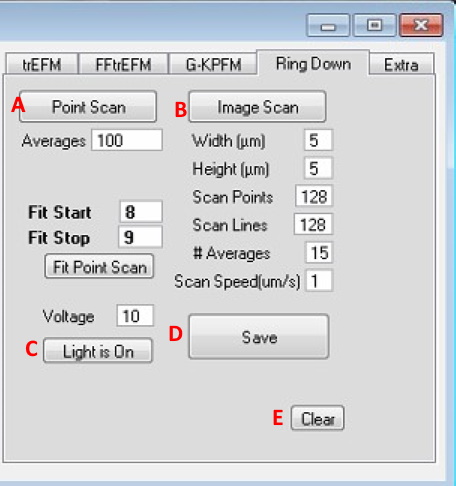 trEFM FFtrEFM G-KPFM Ring Down Extra
A Point Scan
Averages 100
Fit Start 8
Fit Stop 9
Fit Point Scan
Voltage 10
C Light is On
B Image Scan
Width (µm) 5
Height (µm) 5
Scan Points 128
Scan Lines 128
# Averages 15
Scan Speed(um/s) 1
D Save
E Clear